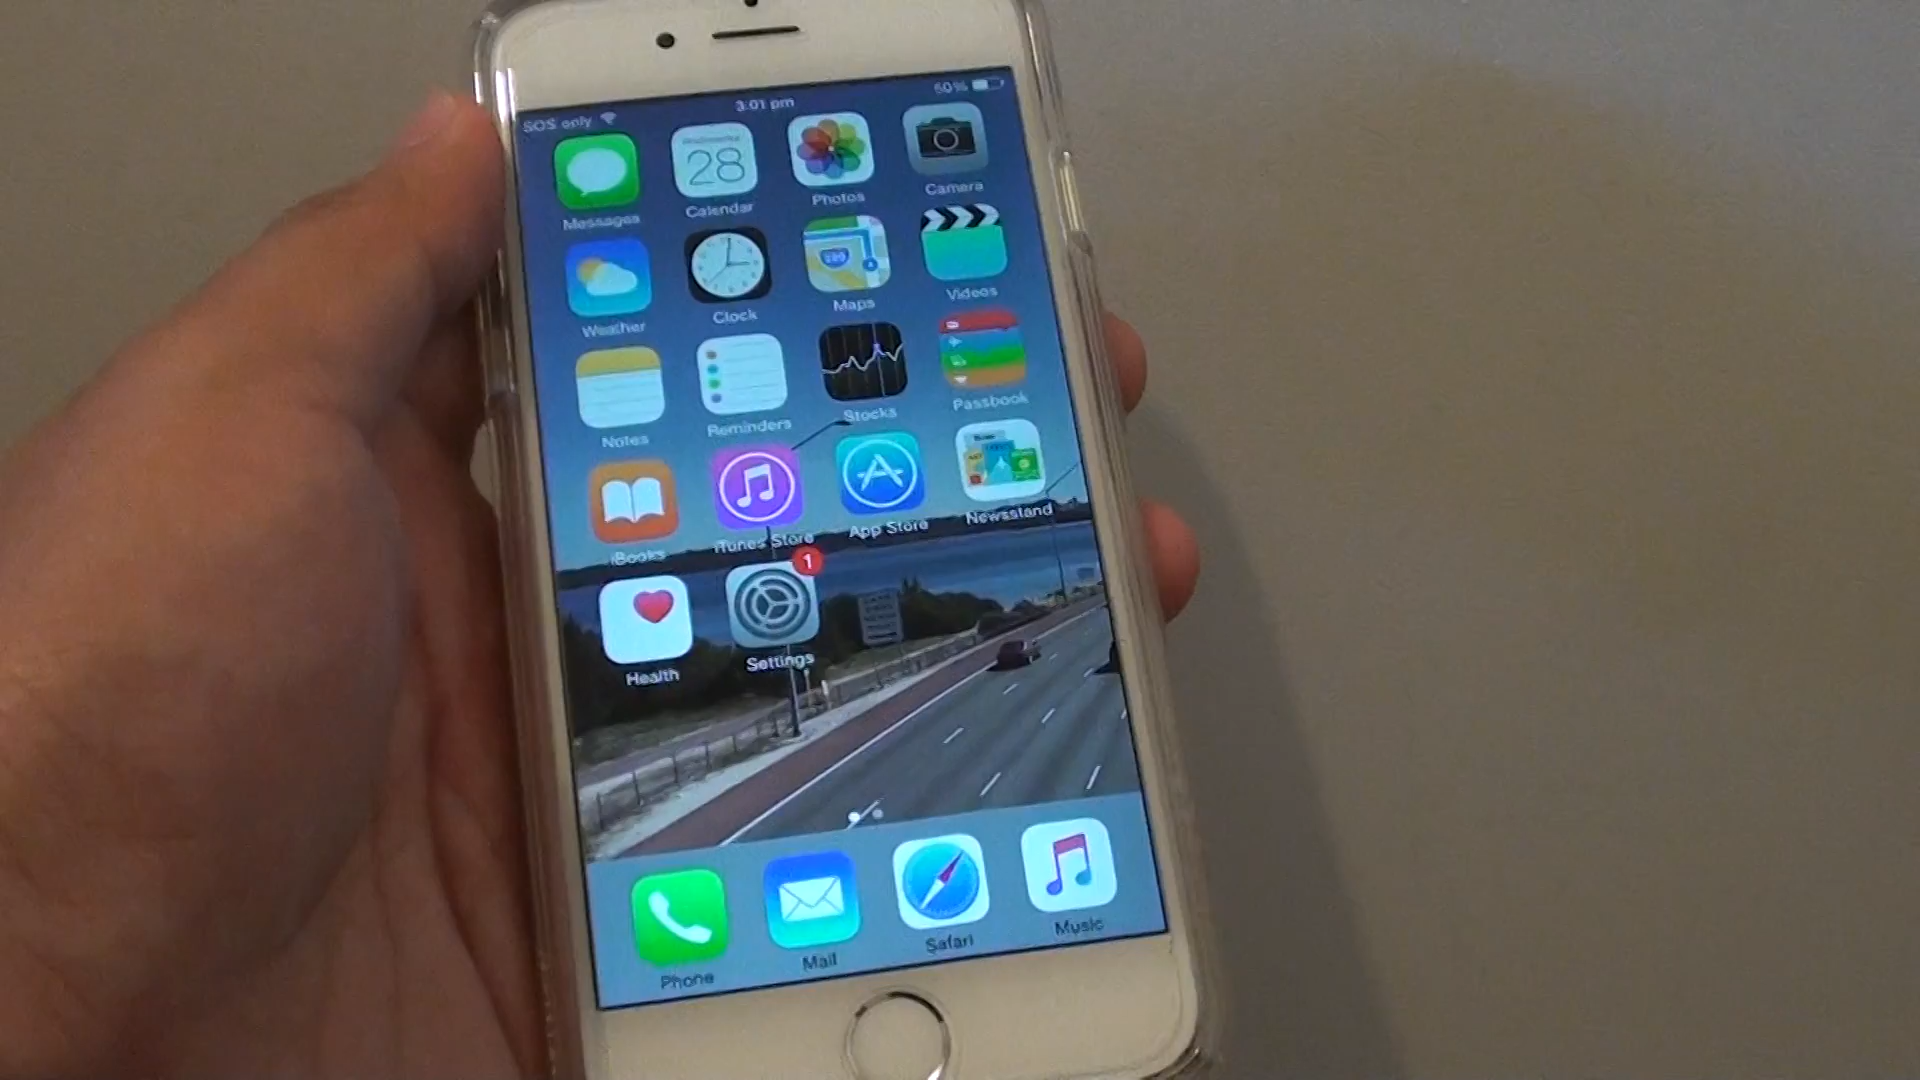 SOS only 3:01 pm 60%
Wednesday
28
Messages Calendar Photos Camera
Weather Clock Maps Videos
Notes Reminders Stocks Passbook
iBooks iTunes Store App Store Newsstand
1
Health Settings
Phone Mail Safari Music